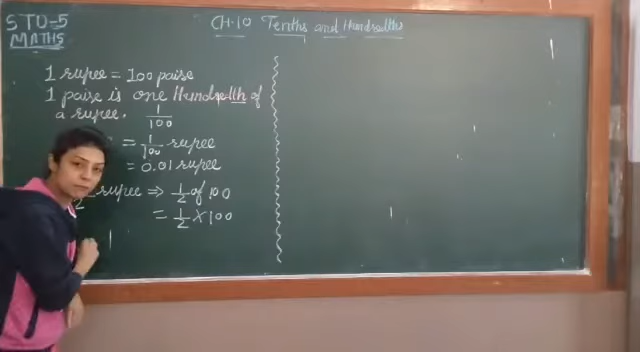 STD-5
MATHS
CH-10 Tenths and Hundredths
1 rupee = 100 paise
1 paise is one Hundredth of
a rupee. 1/100
= 1/100 rupee
= 0.01 rupee
2 rupee ⇒ 1/2 of 100
= 1/2 × 100